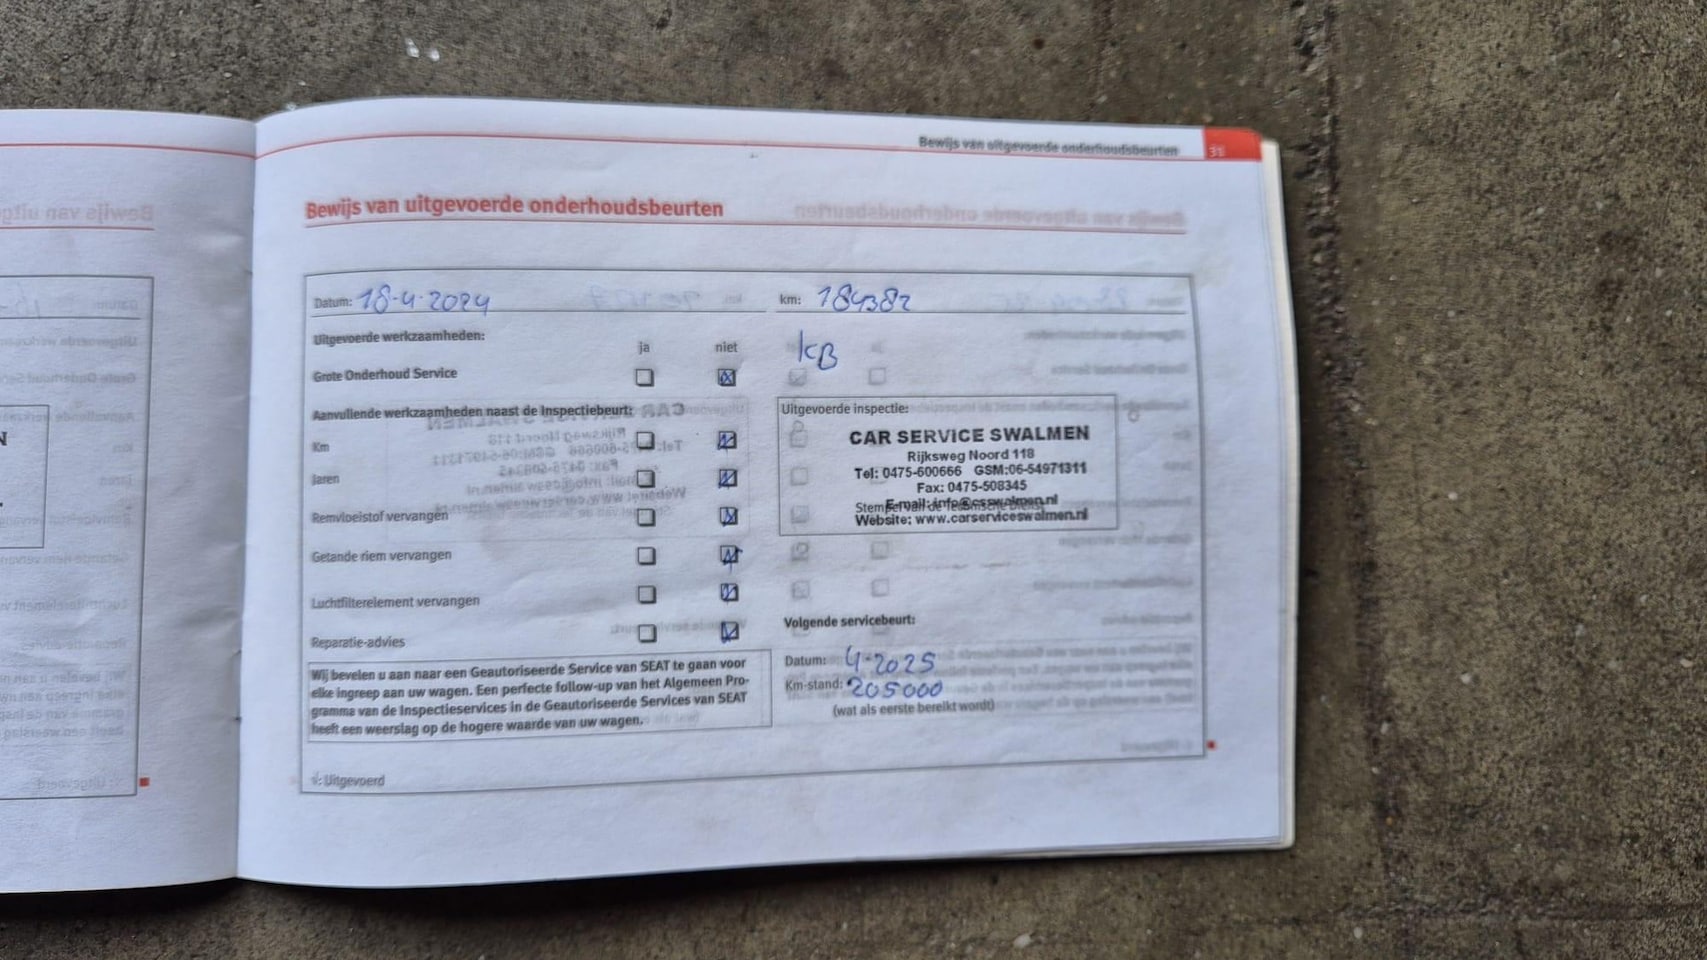 Bewijs van uitgevoerde onderhoudsbeurten 31
Bewijs van uitgevoerde onderhoudsbeurten
Datum: 18-4-2024 km: 184382
Uitgevoerde werkzaamheden:
ja niet KB
Grote Onderhoud Service
Aanvullende werkzaamheden naast de Inspectiebeurt:
Km
Jaren
Remvloeistof vervangen
Getande riem vervangen
Luchtfilterelement vervangen
Reparatie-advies
Uitgevoerde inspectie:
CAR SERVICE SWALMEN
Rijksweg Noord 118
Tel: 0475-600666 GSM:06-54971311
Fax: 0475-508345
E-mail: info@csswalmen.nl
Stempel van de Technische Dienst
Website: www.carserviceswalmen.nl
Volgende servicebeurt:
Datum: 4-2025
Km-stand: 205000
(wat als eerste bereikt wordt)
Wij bevelen u aan naar een Geautoriseerde Service van SEAT te gaan voor
elke ingreep aan uw wagen. Een perfecte follow-up van het Algemeen Pro-
gramma van de Inspectieservices in de Geautoriseerde Services van SEAT
heeft een weerslag op de hogere waarde van uw wagen.
√: Uitgevoerd